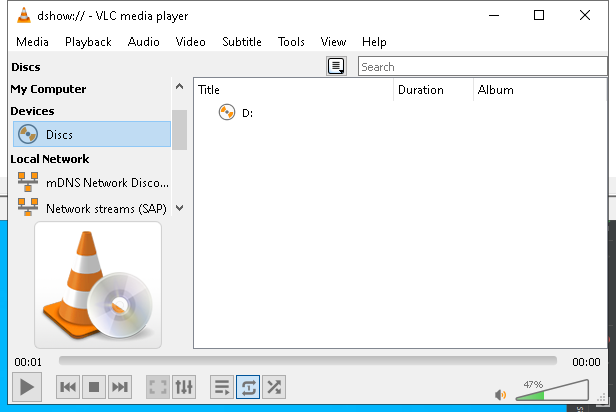 dshow:// - VLC media player
Media Playback Audio Video Subtitle Tools View Help
Discs
Search
My Computer
Devices
Discs
Local Network
mDNS Network Disco...
Network streams (SAP)
Title Duration Album
D:
00:01
00:00
47%